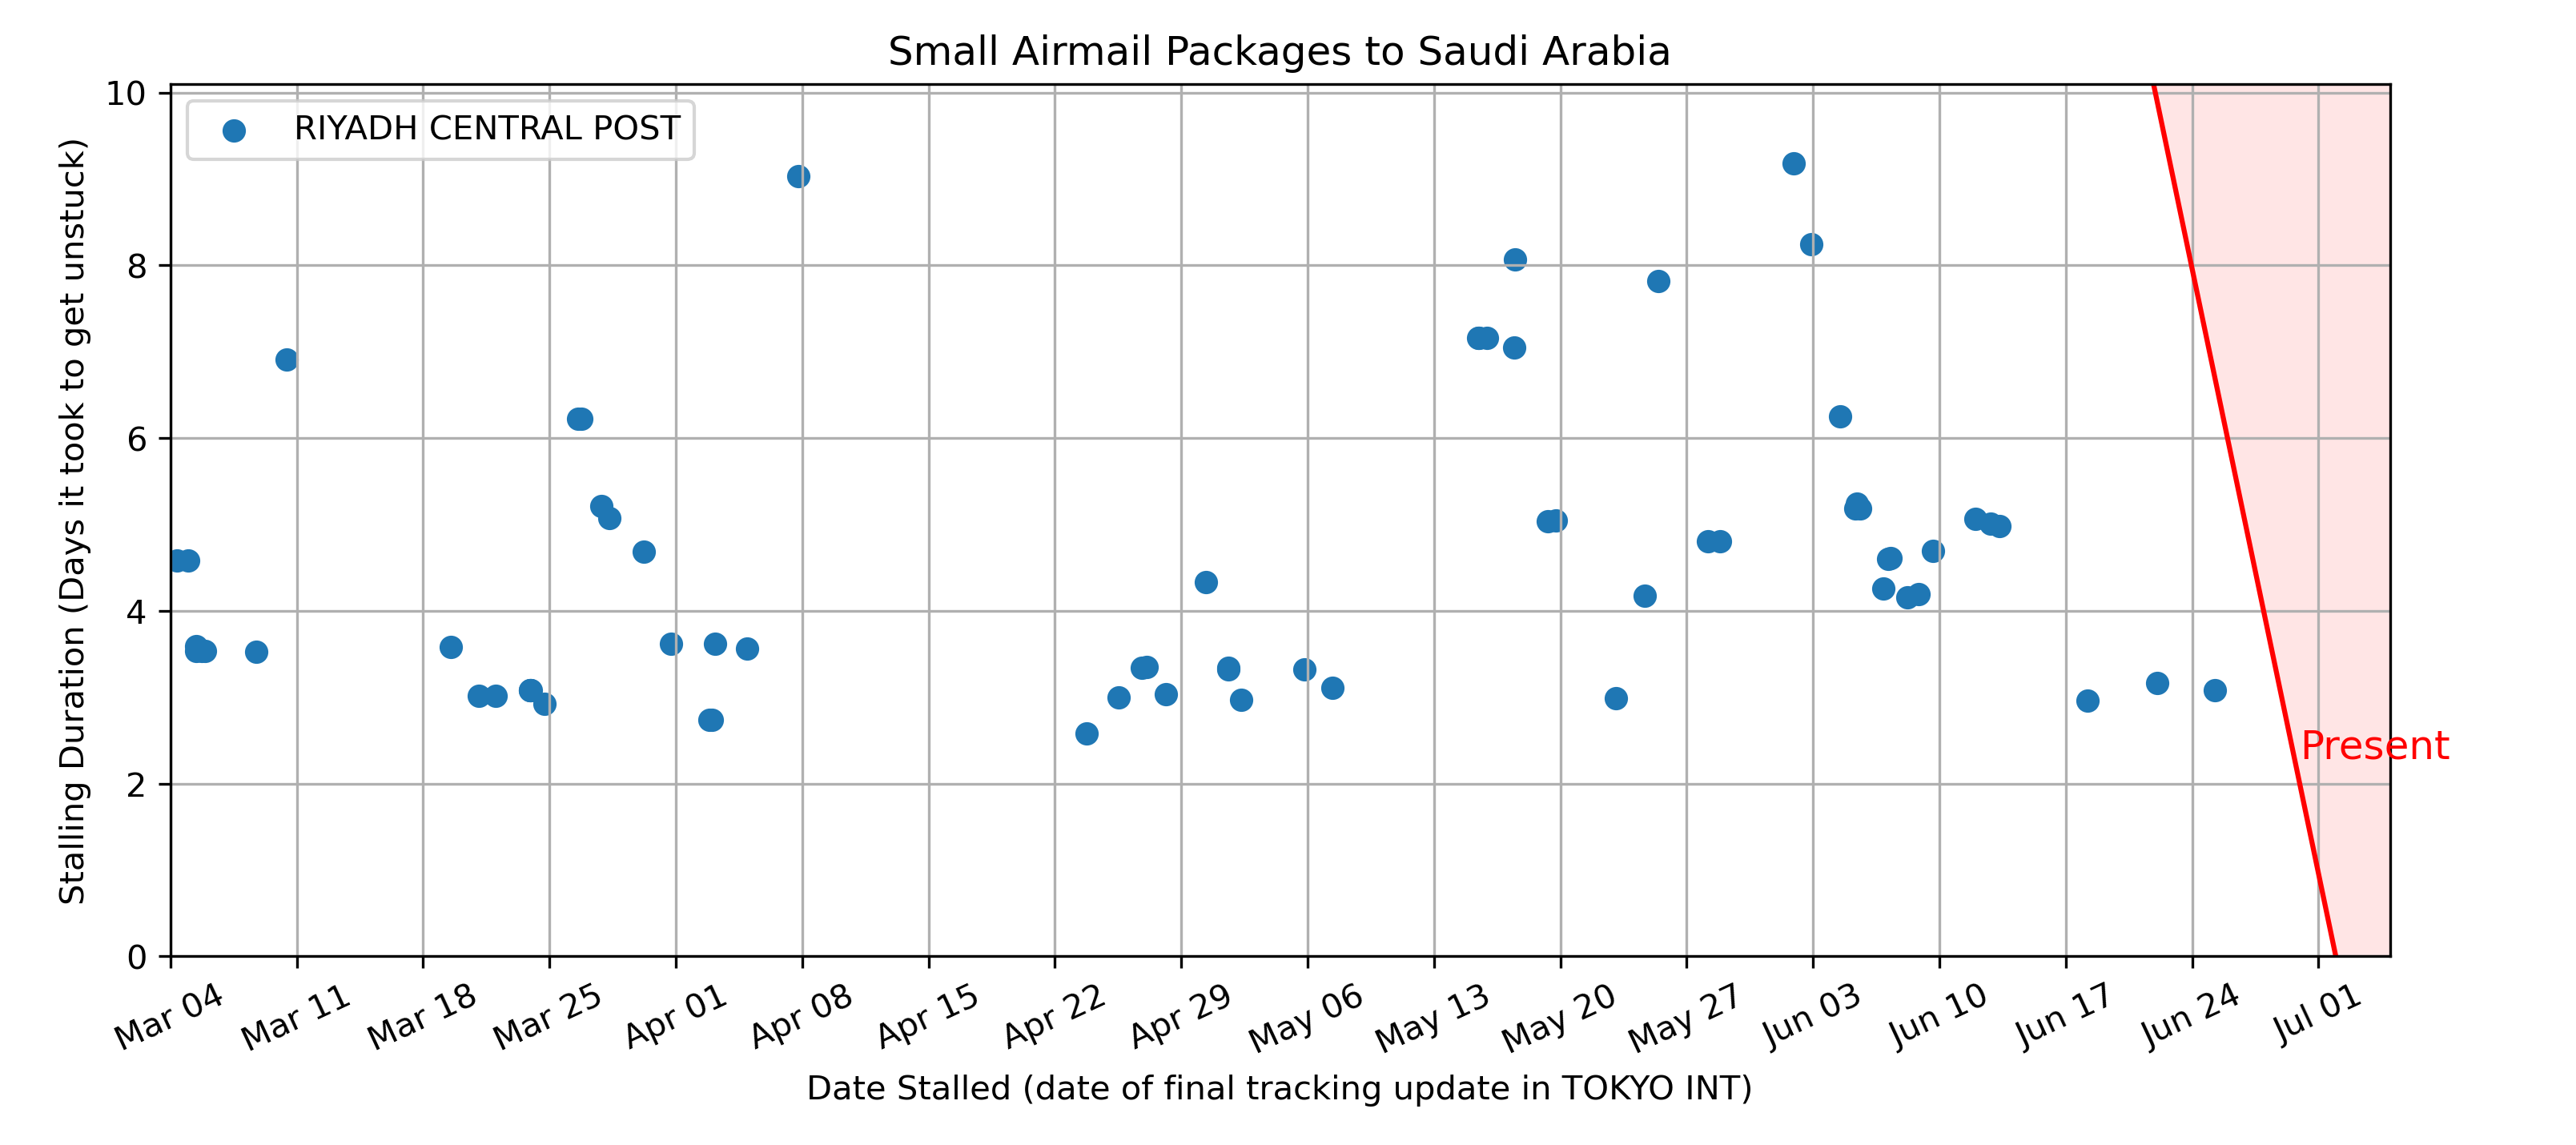 Small Airmail Packages to Saudi Arabia
RIYADH CENTRAL POST
Stalling Duration (Days it took to get unstuck)
10
8
6
4
2
0
Present
Mar 04 Mar 11 Mar 18 Mar 25 Apr 01 Apr 08 Apr 15 Apr 22 Apr 29 May 06 May 13 May 20 May 27 Jun 03 Jun 10 Jun 17 Jun 24 Jul 01
Date Stalled (date of final tracking update in TOKYO INT)